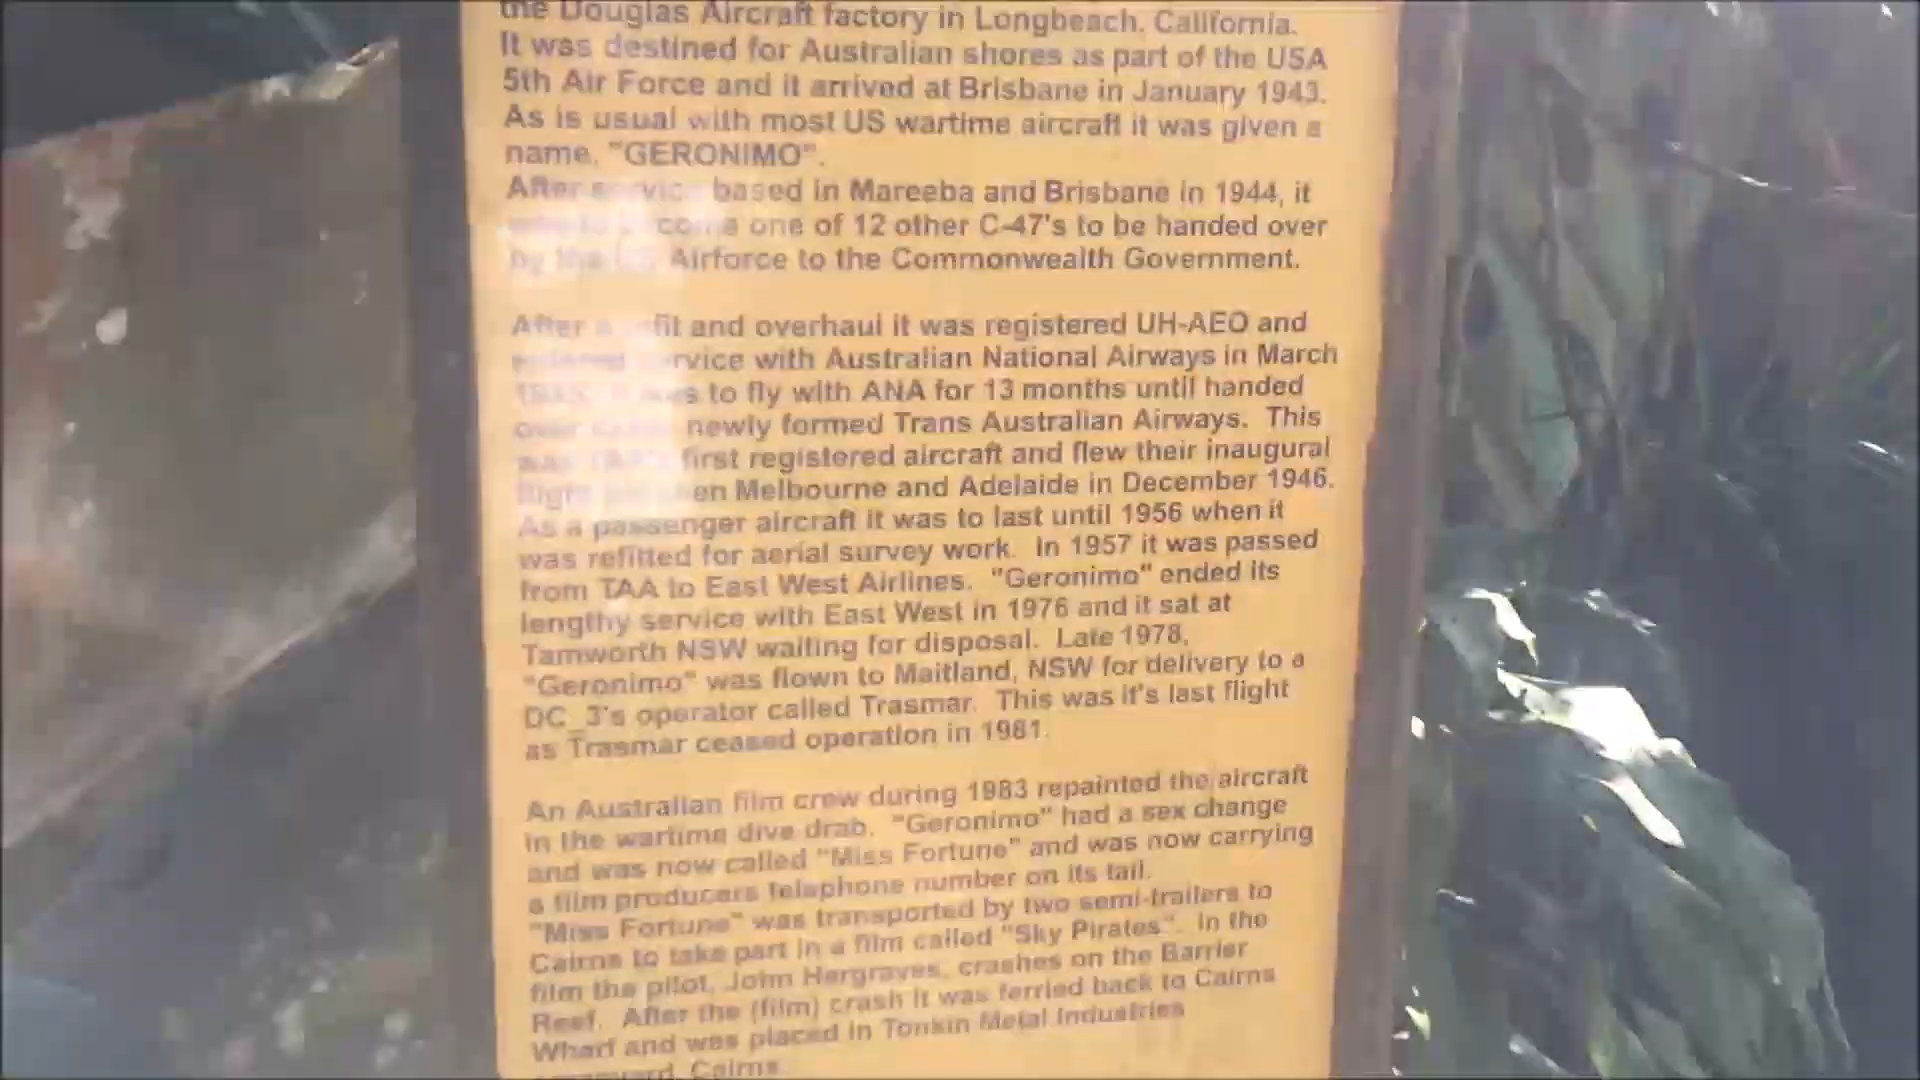 the Douglas Aircraft factory in Longbeach, California.
It was destined for Australian shores as part of the USA
5th Air Force and it arrived at Brisbane in January 1943.
As is usual with most US wartime aircraft it was given a
name, "GERONIMO".
After service based in Mareeba and Brisbane in 1944, it
one of 12 other C-47's to be handed over
by the US Airforce to the Commonwealth Government.
After a refit and overhaul it was registered UH-AEO and
entered service with Australian National Airways in March
was to fly with ANA for 13 months until handed
over newly formed Trans Australian Airways. This
was TAA's first registered aircraft and flew their inaugural
flight between Melbourne and Adelaide in December 1946.
As a passenger aircraft it was to last until 1956 when it
was refitted for aerial survey work. In 1957 it was passed
from TAA to East West Airlines. "Geronimo" ended its
lengthy service with East West in 1976 and it sat at
Tamworth NSW waiting for disposal. Late 1978,
"Geronimo" was flown to Maitland, NSW for delivery to a
DC_3's operator called Trasmar. This was it's last flight
as Trasmar ceased operation in 1981.
An Australian film crew during 1983 repainted the aircraft
in the wartime dive drab. "Geronimo" had a sex change
and was now called "Miss Fortune" and was now carrying
a film producers telephone number on its tail.
"Miss Fortune" was transported by two semi-trailers to
Cairns to take part in a film called "Sky Pirates". In the
film the pilot, John Hargraves, crashes on the Barrier
Reef. After the (film) crash it was ferried back to Cairns
Wharf and was placed in Tonkin Metal Industries
Cairns.